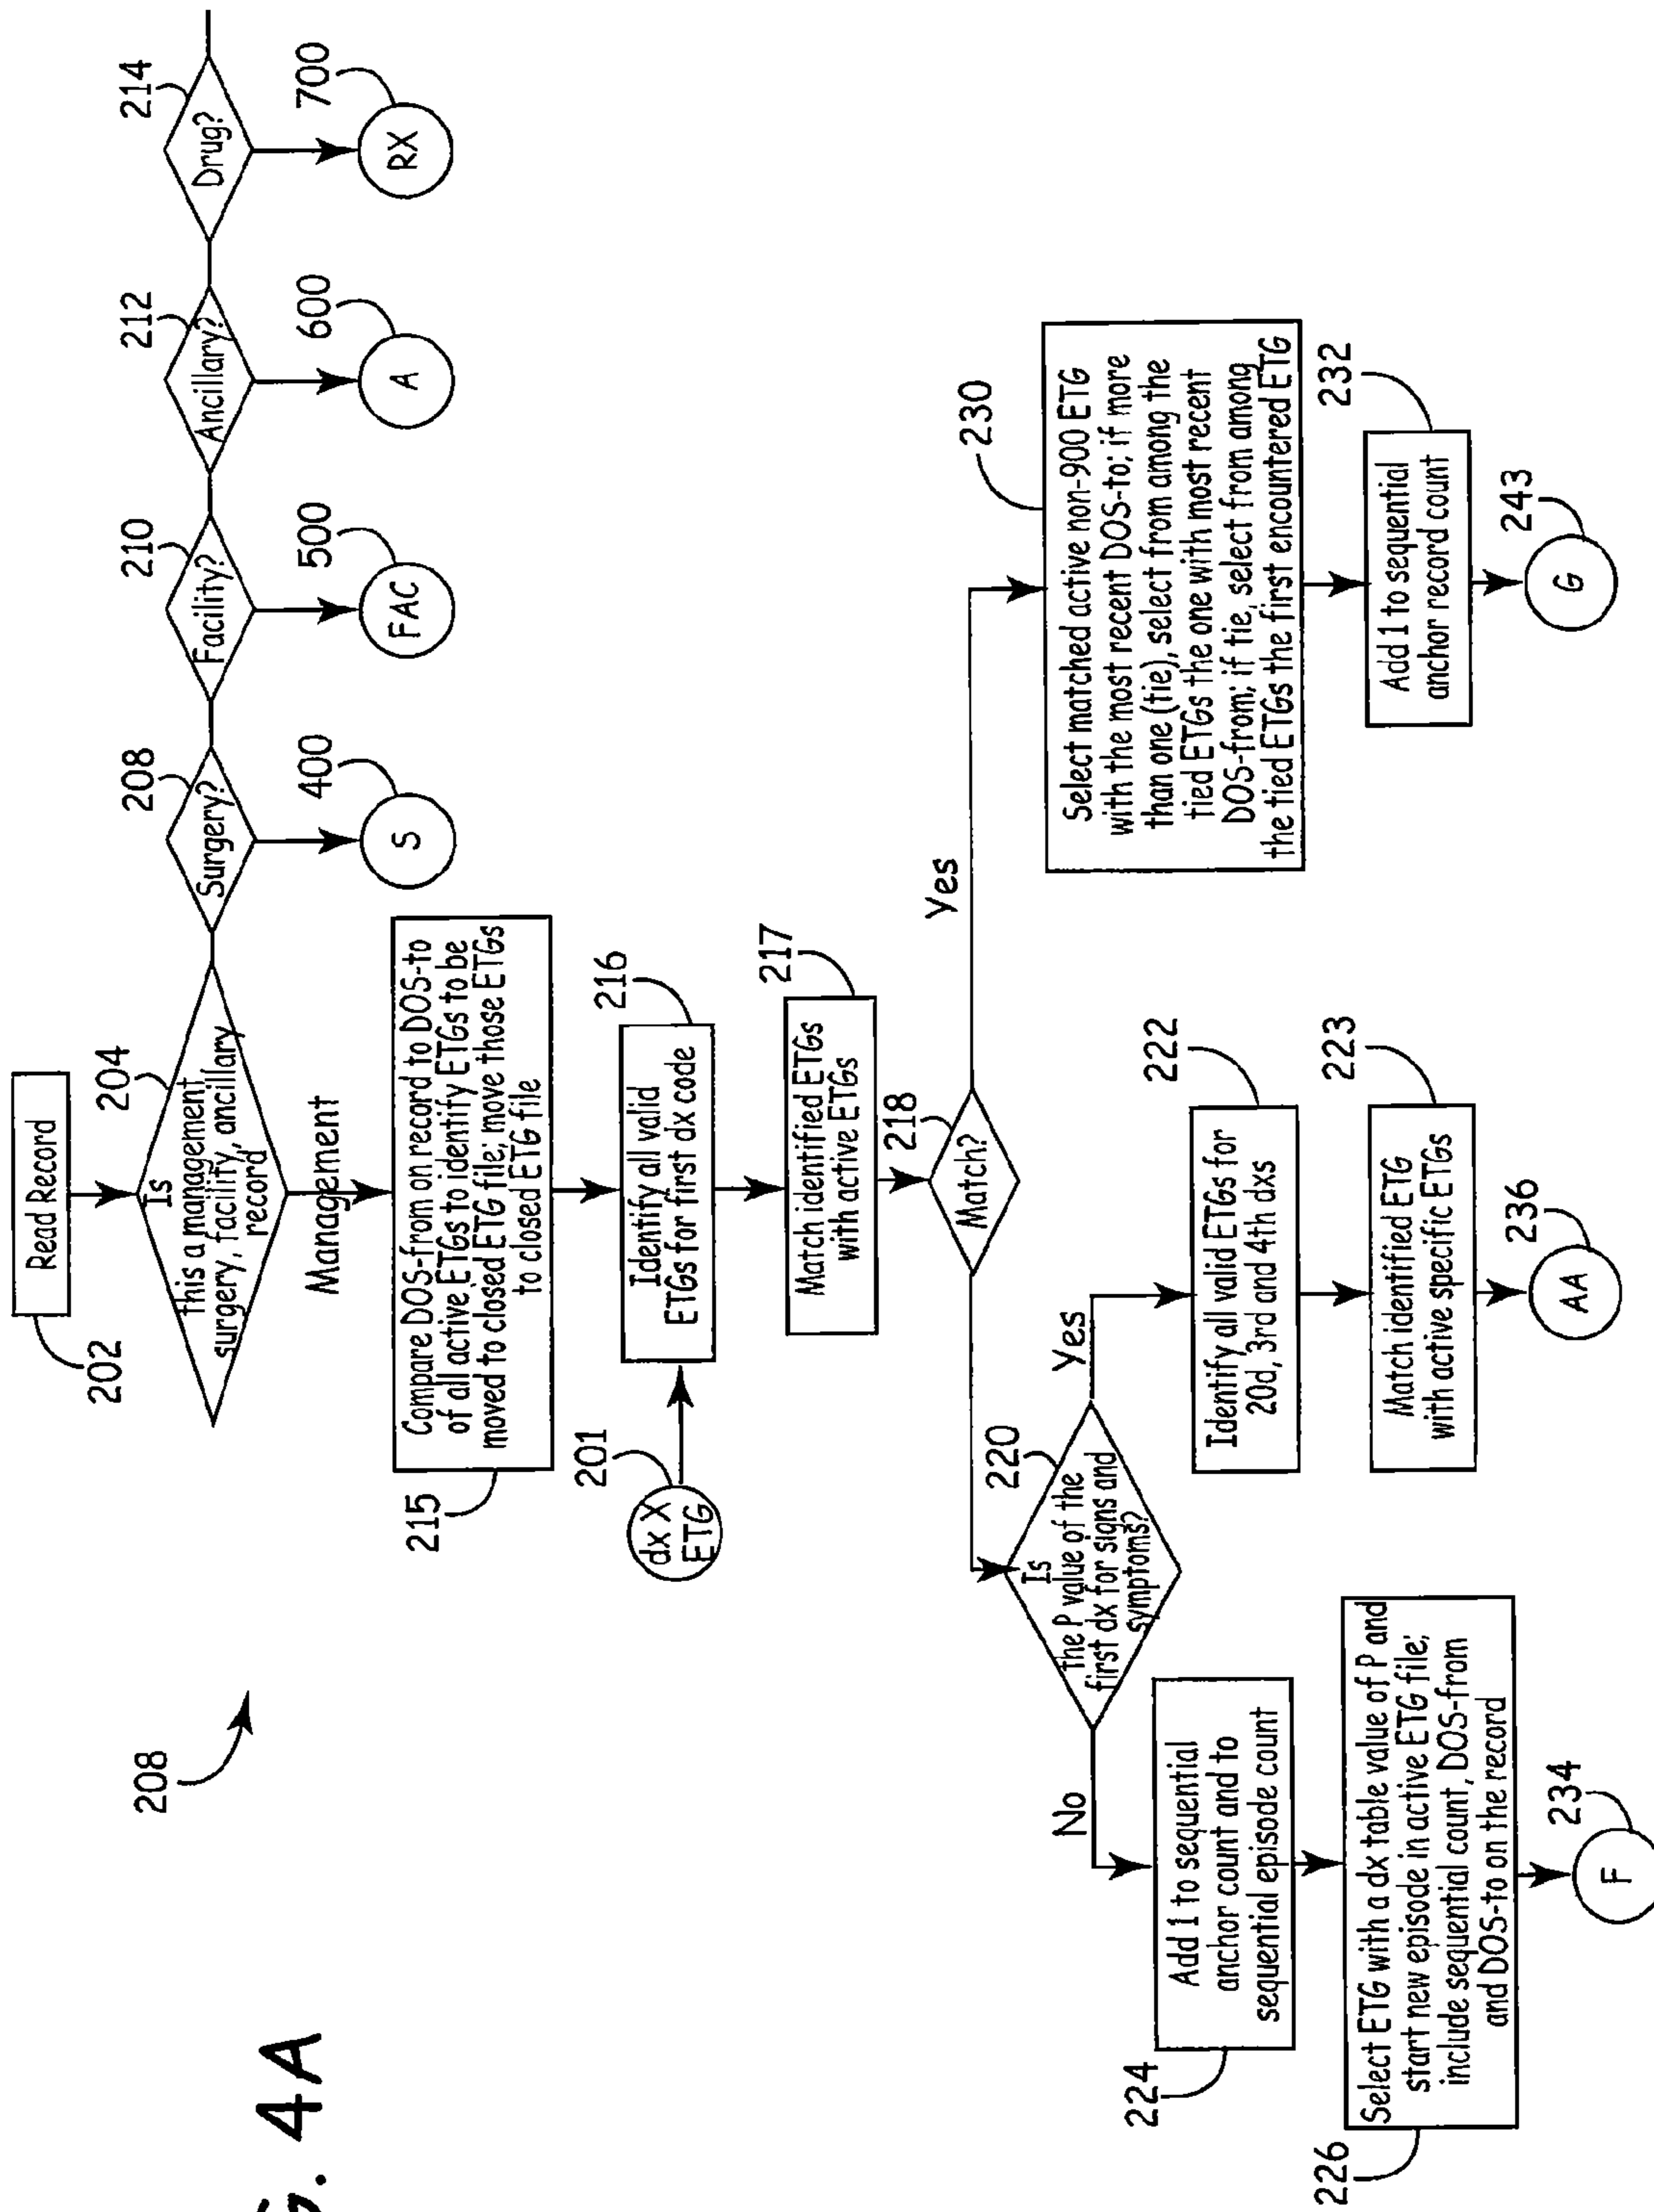 G. 4A
208
Read Record
202
204
Is
this a management
surgery, facility, ancillary
record,
208
Surgery?
400
S
210
Facility?
500
FAC
212
Ancillary?
600
A
214
Drug?
700
RX
Management
215
Compare DOS-from on record to DOS-to
of all active ETGs to identify ETGs to be
moved to closed ETG file; move those ETGs
to closed ETG file
201
dx X
ETG
216
Identify all valid
ETGs for first dx code
217
Match identified ETGs
with active ETGs
218
Match?
Yes
230
Select matched active non-900 ETG
with the most recent DOS-to; if more
than one (tie), select from among the
tied ETGs the one with most recent
DOS-from; if tie, select from among
the tied ETGs the first encountered ETG
232
Add 1 to sequential
anchor record count
243
G
220
Is
the P value of the
first dx for signs and
symptoms?
Yes
222
Identify all valid ETGs for
20d, 3rd and 4th dxs
223
Match identified ETG
with active specific ETGs
236
AA
No
224
Add 1 to sequential
anchor count and to
sequential episode count
226
Select ETG with a dx table value of P and
start new episode in active ETG file;
include sequential count, DOS-from
and DOS-to on the record
234
F